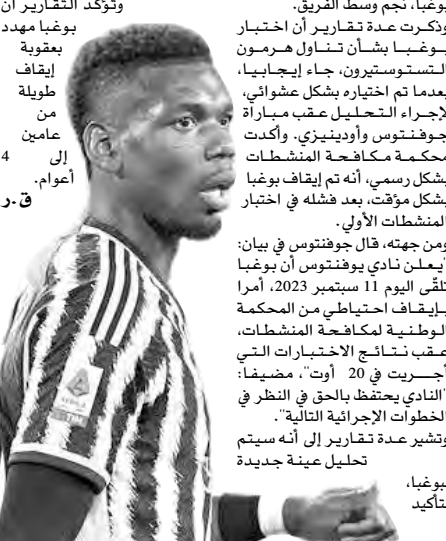 بوغبا، نجم وسط الفريق.
وذكرت عدة تقارير أن اختبار
بوغبا بشأن تناول هرمون
التستوستيرون، جاء إيجابيا،
بعدما تم اختياره بشكل عشوائي،
لإجراء التحليل عقب مباراة
جوفنتوس وأودينيزي. وأكدت
محكمة مكافحة المنشطات
بشكل رسمي، أنه تم إيقاف بوغبا
بشكل مؤقت، بعد فشله في اختبار
المنشطات الأولي.
ومن جهته، قال جوفنتوس في بيان:
"يعلن نادي يوفنتوس أن بوغبا
تلقّى اليوم 11 سبتمبر 2023، أمرا
بإيقاف احتياطي من المحكمة
الوطنية لمكافحة المنشطات،
عقب نتائج الاختبارات التي
أجريت في 20 أوت"، مضيفا:
"النادي يحتفظ بالحق في النظر في
الخطوات الإجرائية التالية".
وتشير عدة تقارير إلى أنه سيتم
تحليل عينة جديدة
لبوغبا،
لتأكيد
وتؤكد التقارير أن
بوغبا مهدد
بعقوبة
إيقاف
طويلة
من
عامين
إلى 4
أعوام.
ق.ر